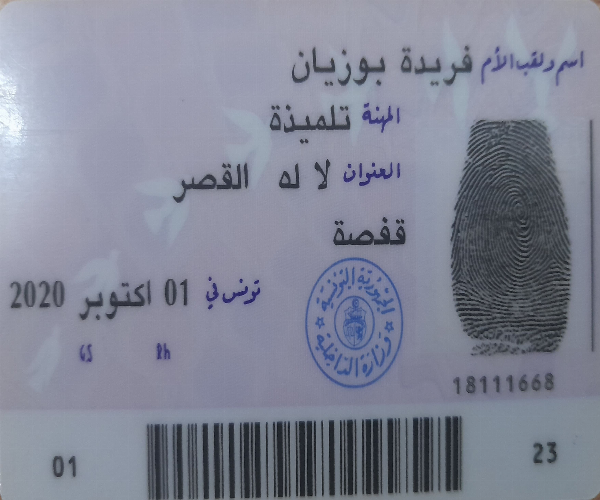 اسم ولقب الأم فريدة بوزيان
المهنة تلميذة
العنوان لا له القصر
قفصة
تونس في 01 اكتوبر 2020
GS Rh
الجمهورية التونسية
وزارة الداخلية
18111668
01 23